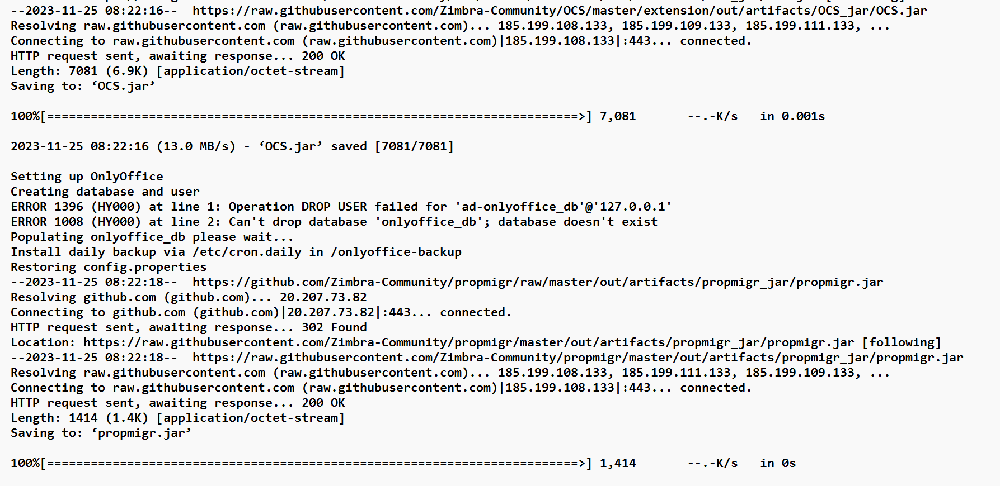 --2023-11-25 08:22:16--  https://raw.githubusercontent.com/Zimbra-Community/OCS/master/extension/out/artifacts/OCS_jar/OCS.jar
Resolving raw.githubusercontent.com (raw.githubusercontent.com)... 185.199.108.133, 185.199.109.133, 185.199.111.133, ...
Connecting to raw.githubusercontent.com (raw.githubusercontent.com)|185.199.108.133|:443... connected.
HTTP request sent, awaiting response... 200 OK
Length: 7081 (6.9K) [application/octet-stream]
Saving to: ‘OCS.jar’
100%[=========================================================================>] 7,081       --.-K/s   in 0.001s
2023-11-25 08:22:16 (13.0 MB/s) - ‘OCS.jar’ saved [7081/7081]
Setting up OnlyOffice
Creating database and user
ERROR 1396 (HY000) at line 1: Operation DROP USER failed for 'ad-onlyoffice_db'@'127.0.0.1'
ERROR 1008 (HY000) at line 2: Can't drop database 'onlyoffice_db'; database doesn't exist
Populating onlyoffice_db please wait...
Install daily backup via /etc/cron.daily in /onlyoffice-backup
Restoring config.properties
--2023-11-25 08:22:18--  https://github.com/Zimbra-Community/propmigr/raw/master/out/artifacts/propmigr_jar/propmigr.jar
Resolving github.com (github.com)... 20.207.73.82
Connecting to github.com (github.com)|20.207.73.82|:443... connected.
HTTP request sent, awaiting response... 302 Found
Location: https://raw.githubusercontent.com/Zimbra-Community/propmigr/master/out/artifacts/propmigr_jar/propmigr.jar [following]
--2023-11-25 08:22:18--  https://raw.githubusercontent.com/Zimbra-Community/propmigr/master/out/artifacts/propmigr_jar/propmigr.jar
Resolving raw.githubusercontent.com (raw.githubusercontent.com)... 185.199.108.133, 185.199.111.133, 185.199.109.133, ...
Connecting to raw.githubusercontent.com (raw.githubusercontent.com)|185.199.108.133|:443... connected.
HTTP request sent, awaiting response... 200 OK
Length: 1414 (1.4K) [application/octet-stream]
Saving to: ‘propmigr.jar’
100%[=========================================================================>] 1,414       --.-K/s   in 0s